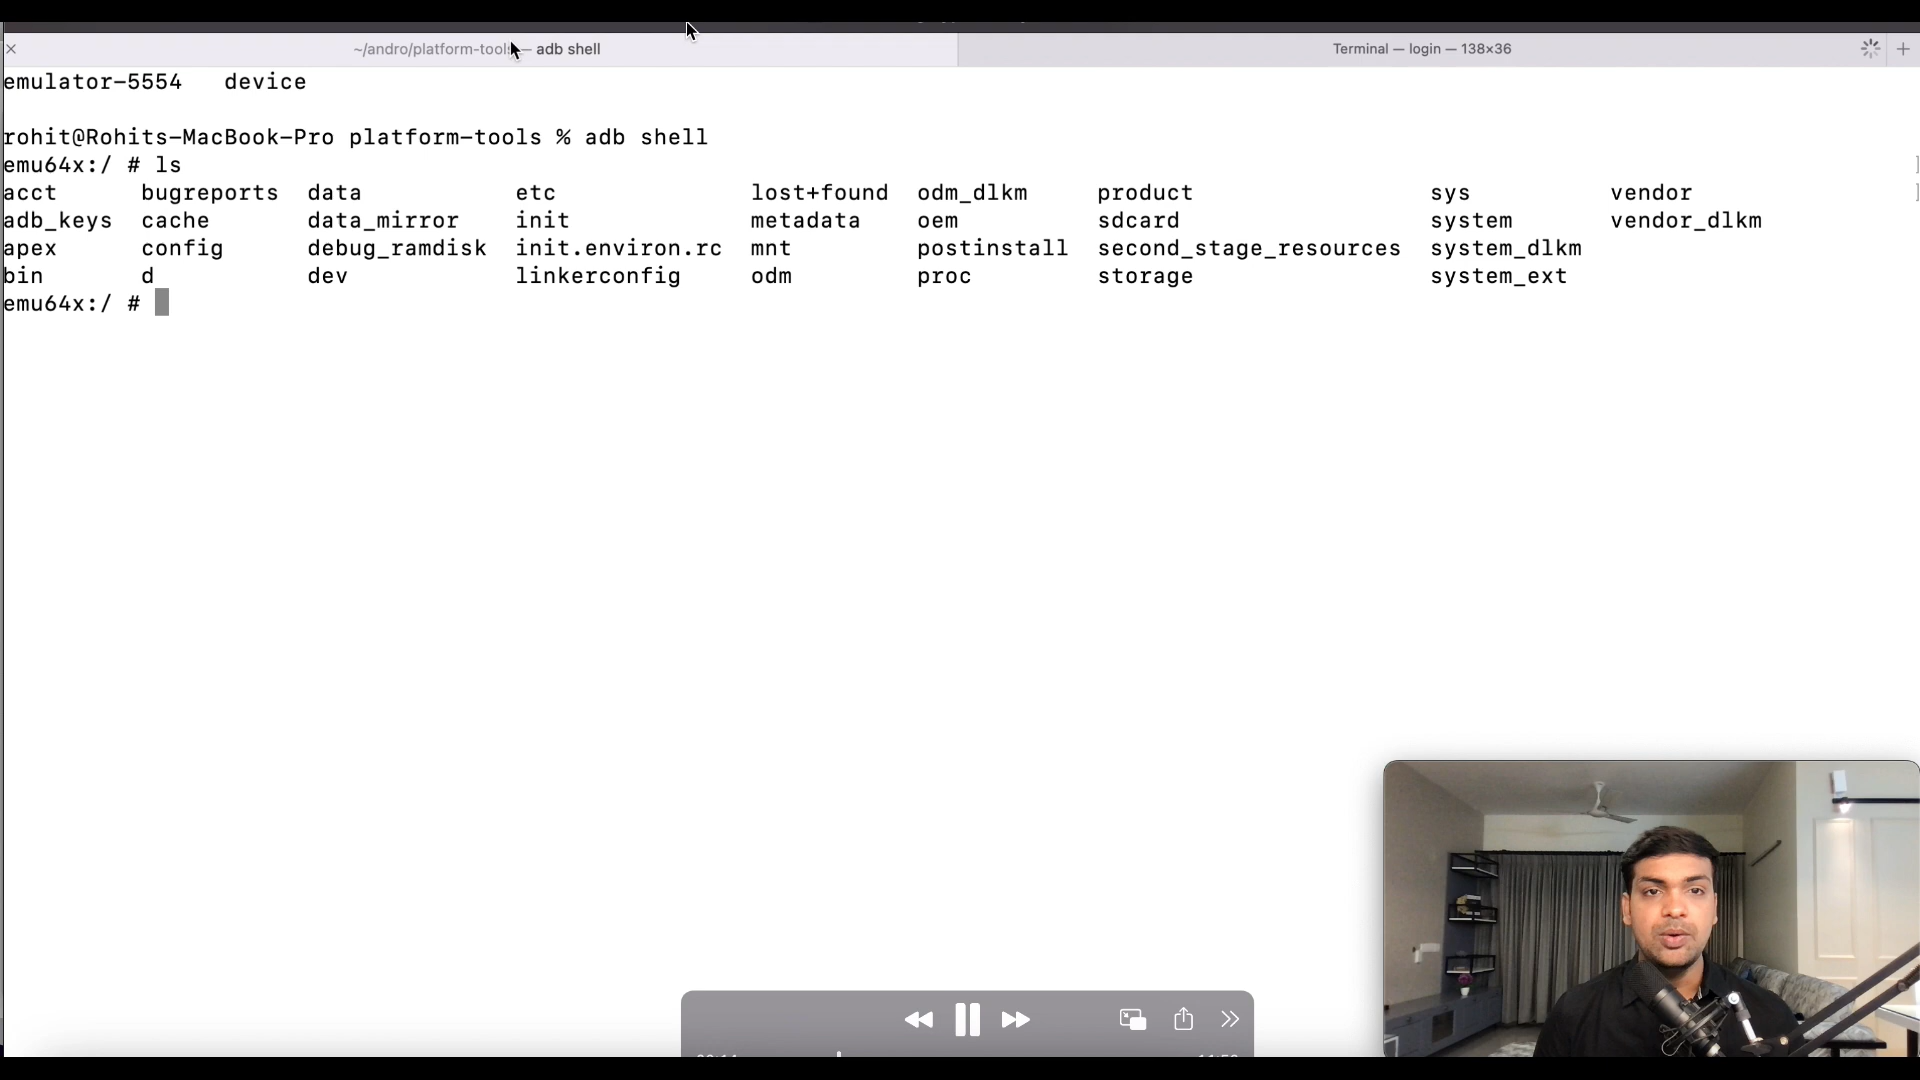 ~/andro/platform-tools — adb shell
Terminal — login — 138×36
emulator-5554   device
rohit@Rohits-MacBook-Pro platform-tools % adb shell
emu64x:/ # ls
acct bugreports data etc lost+found odm_dlkm product sys vendor
adb_keys cache data_mirror init metadata oem sdcard system vendor_dlkm
apex config debug_ramdisk init.environ.rc mnt postinstall second_stage_resources system_dlkm
bin d dev linkerconfig odm proc storage system_ext
emu64x:/ #